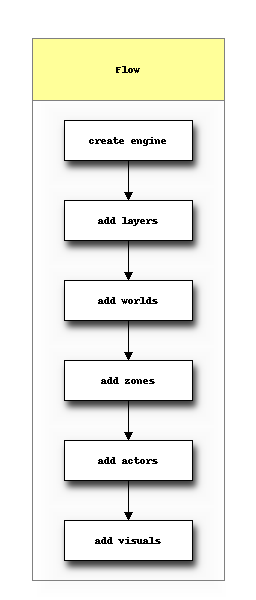 Flow
create engine
add layers
add worlds
add zones
add actors
add visuals